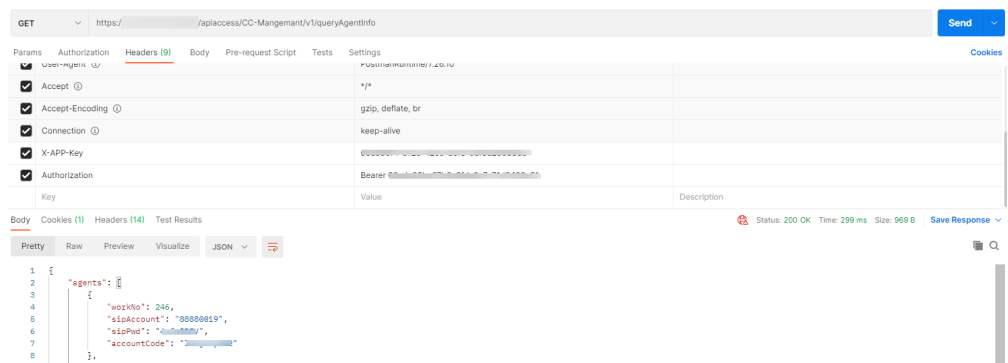 GET https:/ /apiaccess/CC-Mangemant/v1/queryAgentInfo Send
Params Authorization Headers (9) Body Pre-request Script Tests Settings Cookies
User-Agent PostmanRuntime/7.26.10
Accept */*
Accept-Encoding gzip, deflate, br
Connection keep-alive
X-APP-Key
Authorization Bearer
Key Value Description
Body Cookies (1) Headers (14) Test Results Status: 200 OK Time: 299 ms Size: 969 B Save Response
Pretty Raw Preview Visualize JSON
1 {
2 "agents": [
3 {
4 "workNo": 246,
5 "sipAccount": "88880019",
6 "sipPwd": "
7 "accountCode": "
8 },